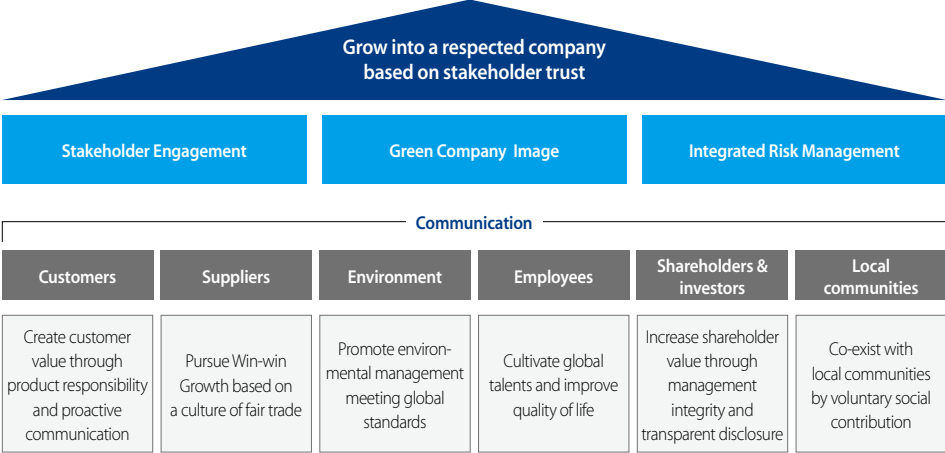 Grow into a respected company
based on stakeholder trust
Stakeholder Engagement
Green Company Image
Integrated Risk Management
Communication
Customers
Suppliers
Environment
Employees
Shareholders &
investors
Local
communities
Create customer
value through
product responsibility
and proactive
communication
Pursue Win-win
Growth based on
a culture of fair trade
Promote environ-
mental management
meeting global
standards
Cultivate global
talents and improve
quality of life
Increase shareholder
value through
management
integrity and
transparent disclosure
Co-exist with
local communities
by voluntary social
contribution